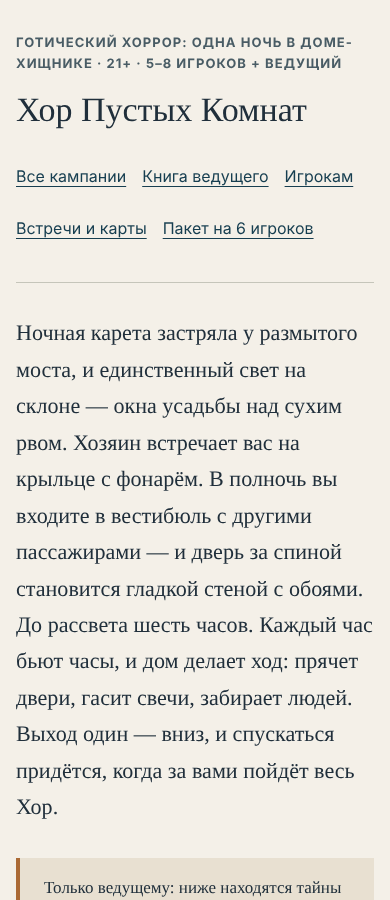 ГОТИЧЕСКИЙ ХОРРОР: ОДНА НОЧЬ В ДОМЕ-
ХИЩНИКЕ · 21+ · 5–8 ИГРОКОВ + ВЕДУЩИЙ
Хор Пустых Комнат
Все кампании Книга ведущего Игрокам
Встречи и карты Пакет на 6 игроков
Ночная карета застряла у размытого
моста, и единственный свет на
склоне — окна усадьбы над сухим
рвом. Хозяин встречает вас на
крыльце с фонарём. В полночь вы
входите в вестибюль с другими
пассажирами — и дверь за спиной
становится гладкой стеной с обоями.
До рассвета шесть часов. Каждый час
бьют часы, и дом делает ход: прячет
двери, гасит свечи, забирает людей.
Выход один — вниз, и спускаться
придётся, когда за вами пойдёт весь
Хор.
Только ведущему: ниже находятся тайны